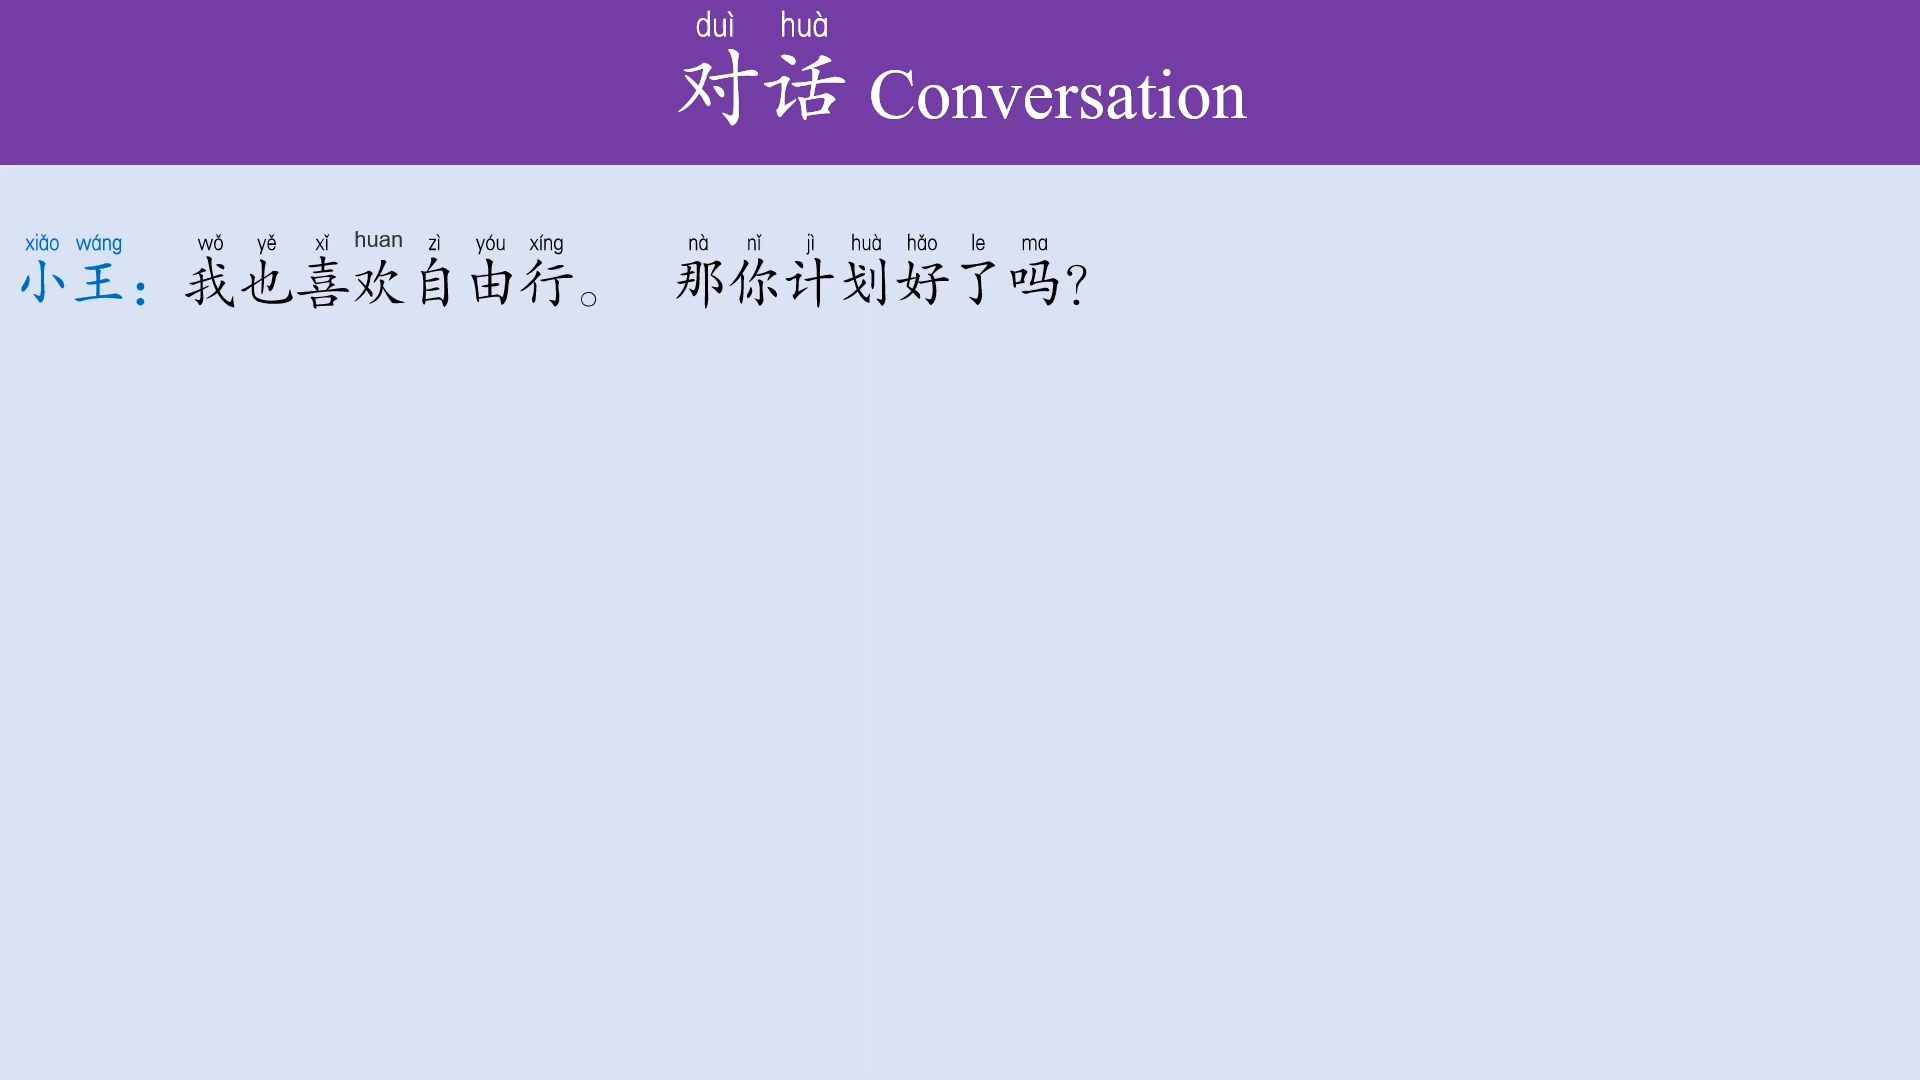 duì huà
对话 Conversation
xiǎo wáng wǒ yě xǐ huan zì yóu xíng nà nǐ jì huà hǎo le ma
小王：我也喜欢自由行。 那你计划好了吗？